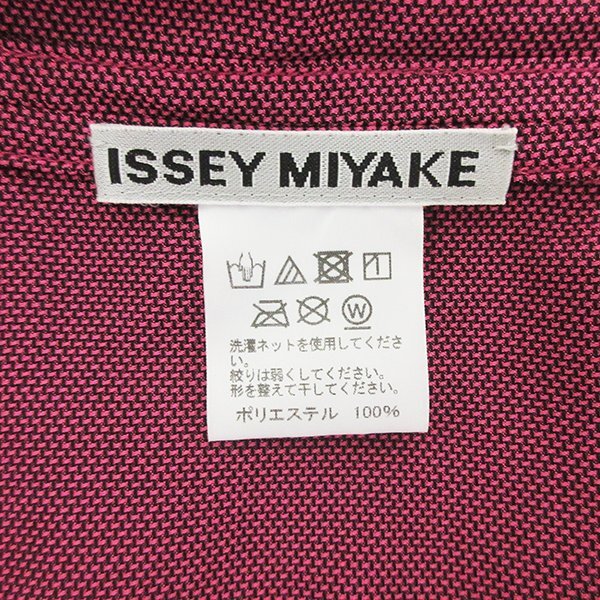 ISSEY MIYAKE
W
洗濯ネットを使用してくださ
い。
絞りは弱くしてください。
形を整えて干してください。
ポリエステル 100%